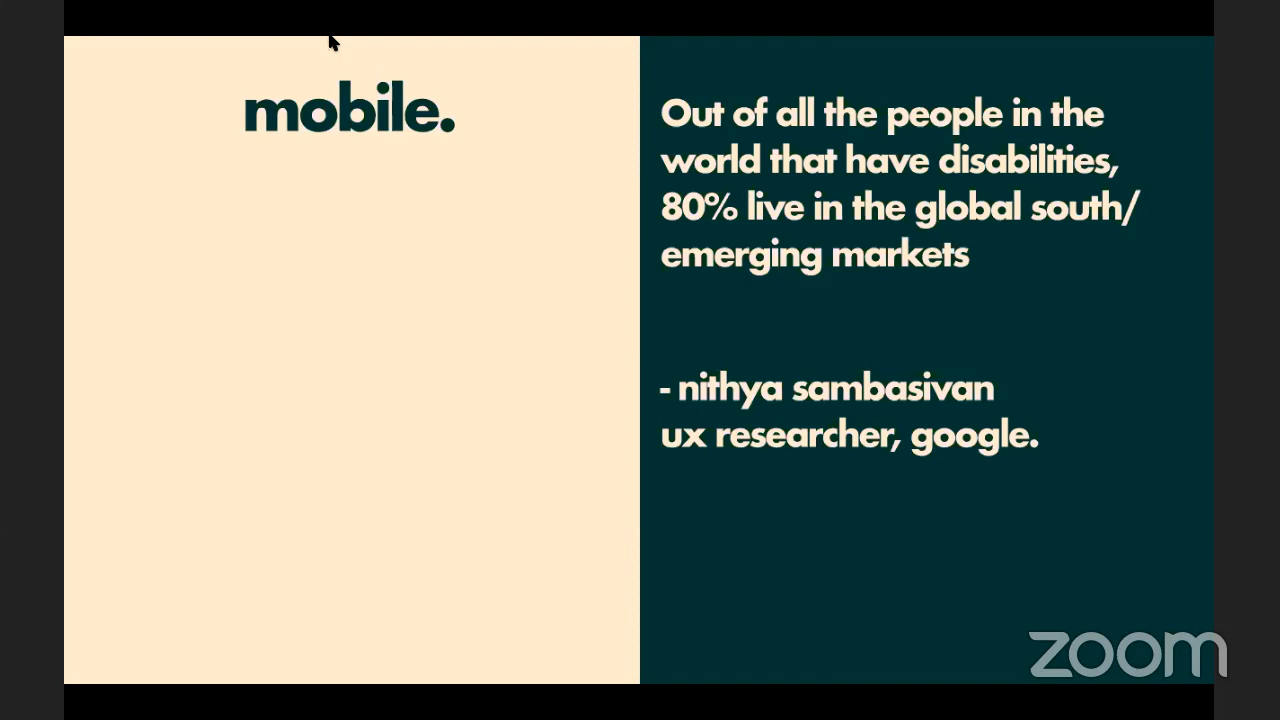 mobile.
Out of all the people in the
world that have disabilities,
80% live in the global south/
emerging markets
- nithya sambasivan
ux researcher, google.
zoom